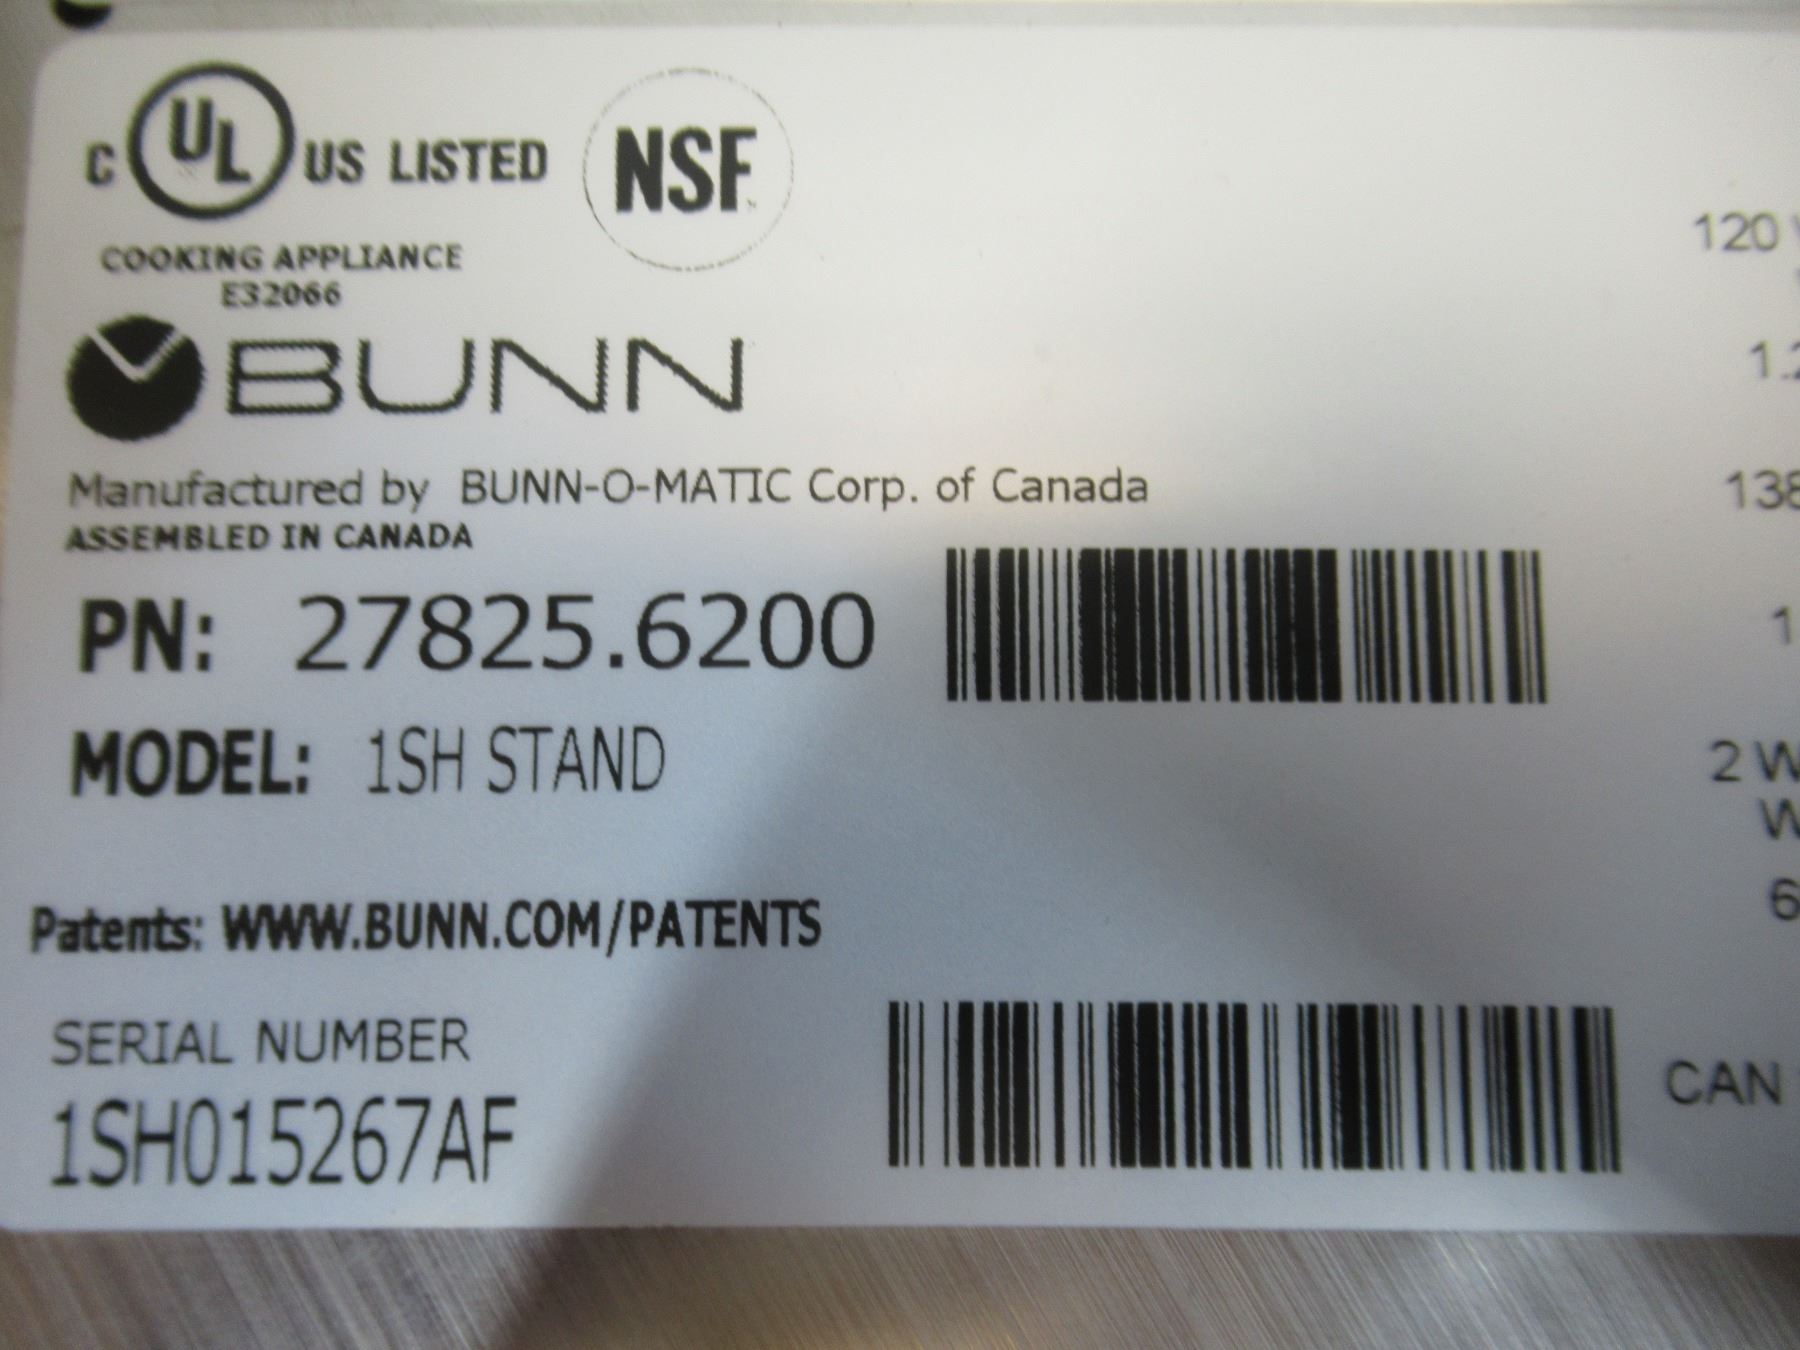 C UL US LISTED NSF
COOKING APPLIANCE
E32066
120
BUNN
Manufactured by BUNN-O-MATIC Corp. of Canada
ASSEMBLED IN CANADA
PN: 27825.6200
MODEL: 1SH STAND
2 W
W
Patents: WWW.BUNN.COM/PATENTS
SERIAL NUMBER
1SH015267AF
CAN